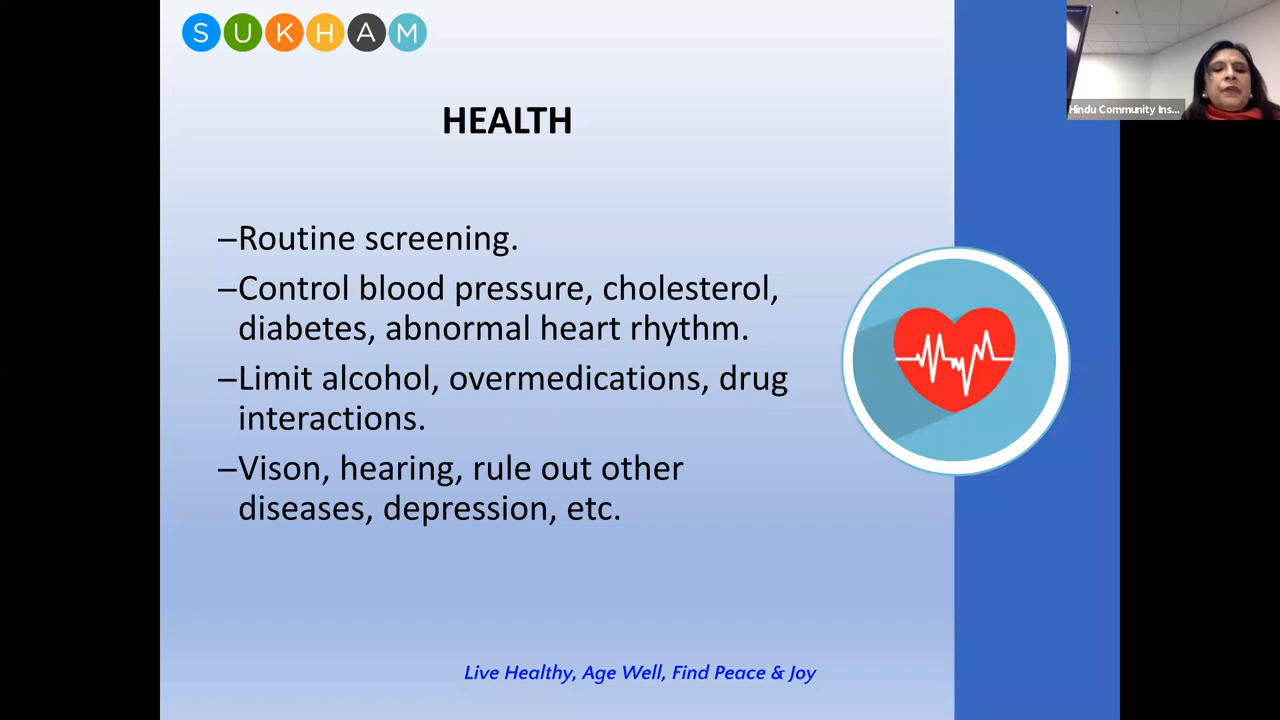 SUKHAM
Hindu Community Ins...
HEALTH
–Routine screening.
–Control blood pressure, cholesterol,
diabetes, abnormal heart rhythm.
–Limit alcohol, overmedications, drug
interactions.
–Vison, hearing, rule out other
diseases, depression, etc.
Live Healthy, Age Well, Find Peace & Joy